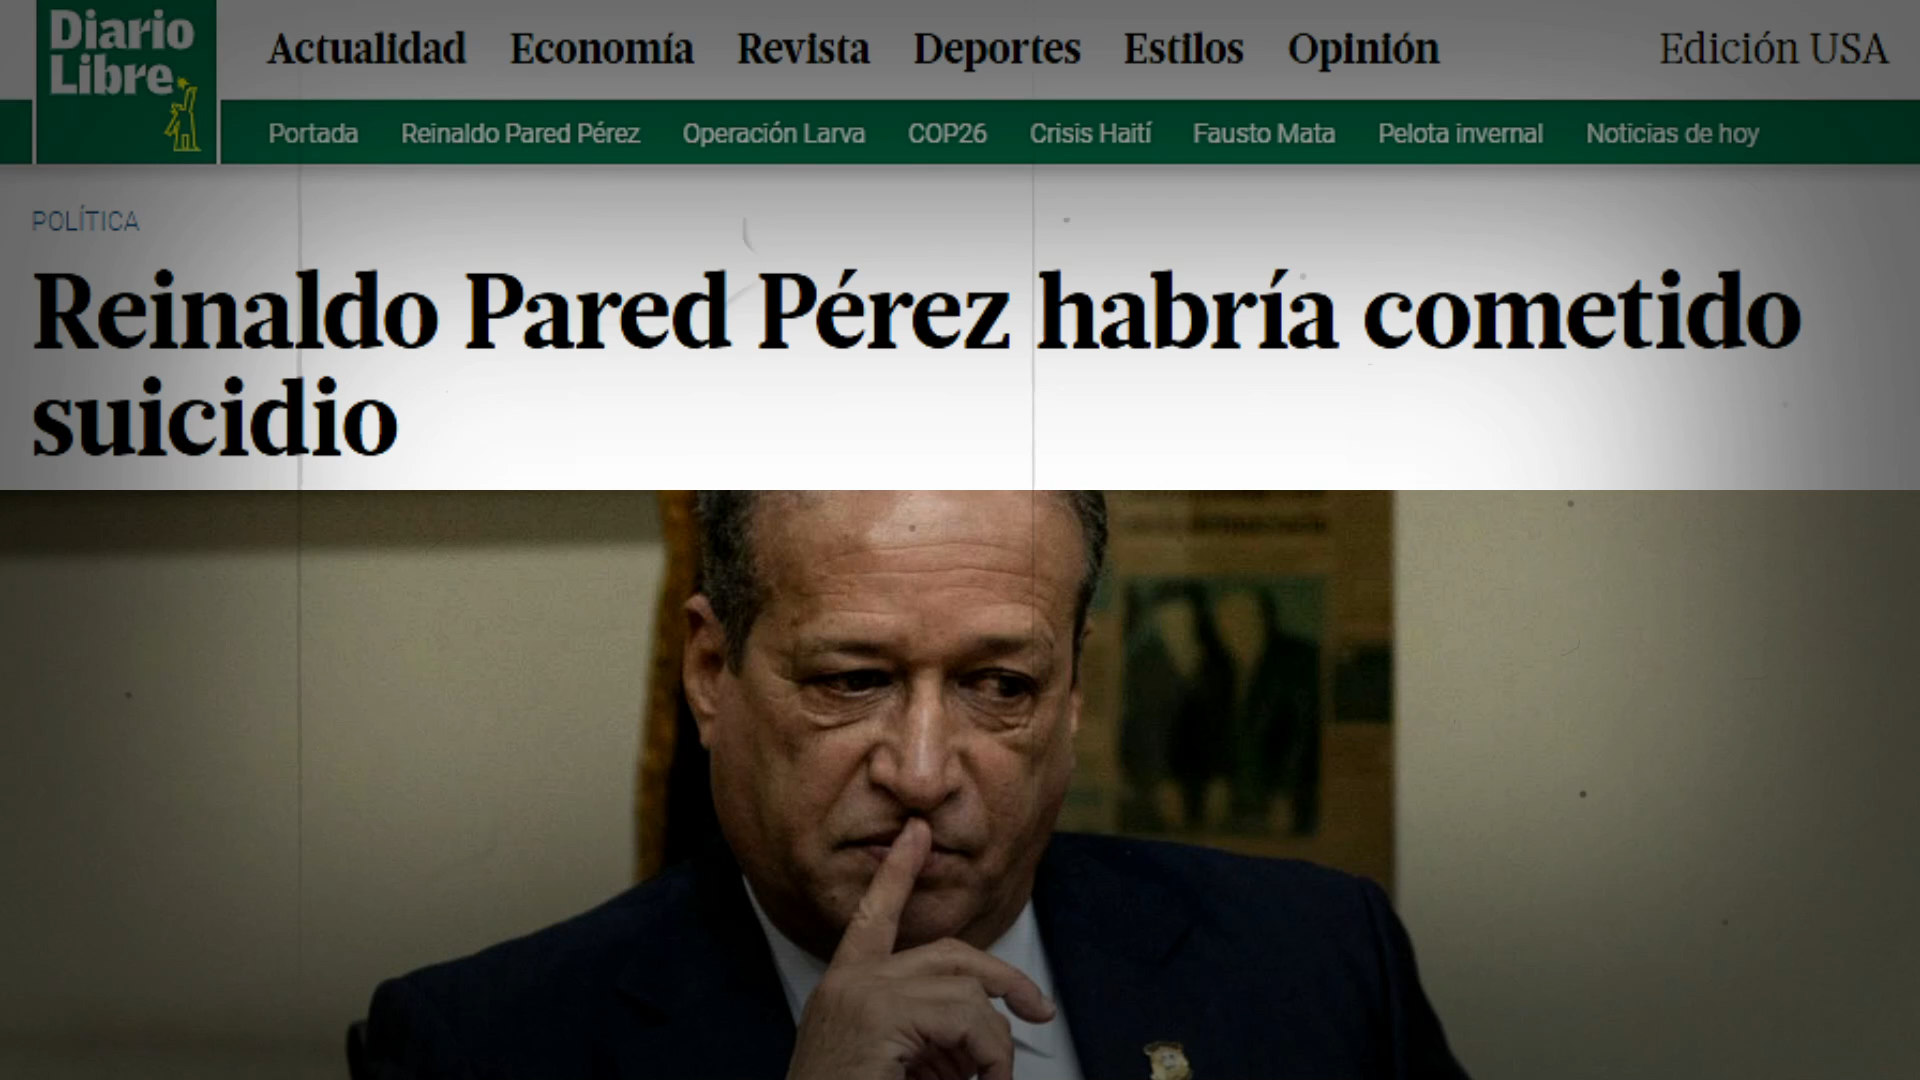 Diario
Libre
Actualidad Economía Revista Deportes Estilos Opinión Edición USA
Portada Reinaldo Pared Pérez Operación Larva COP26 Crisis Haití Fausto Mata Pelota invernal Noticias de hoy
POLÍTICA
Reinaldo Pared Pérez habría cometido
suicidio